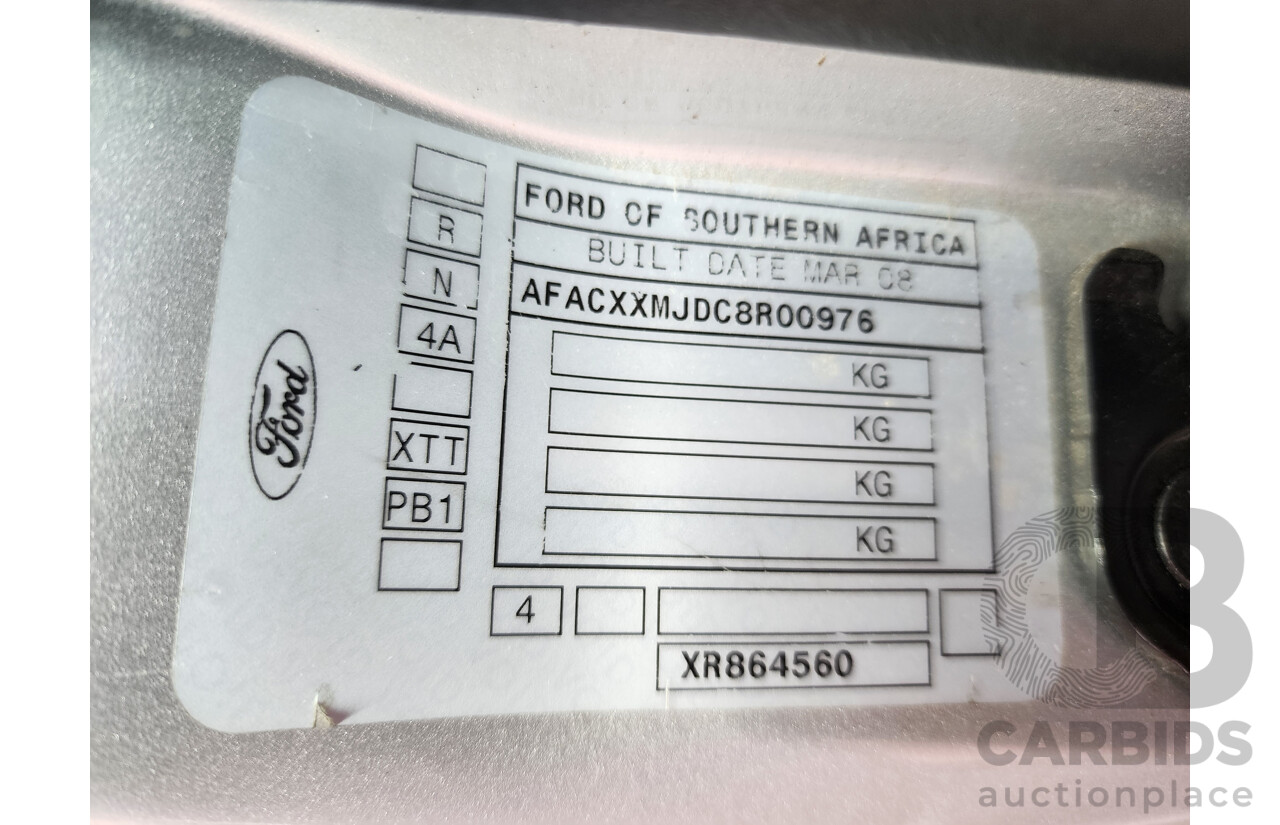 FORD OF SOUTHERN AFRICA
BUILT DATE MAR 08
AFACXXMJDC8R00976
KG
KG
KG
KG
R
N
4A
XTT
PB1
Ford
4
XR864560
CARBIDS
auctionplace